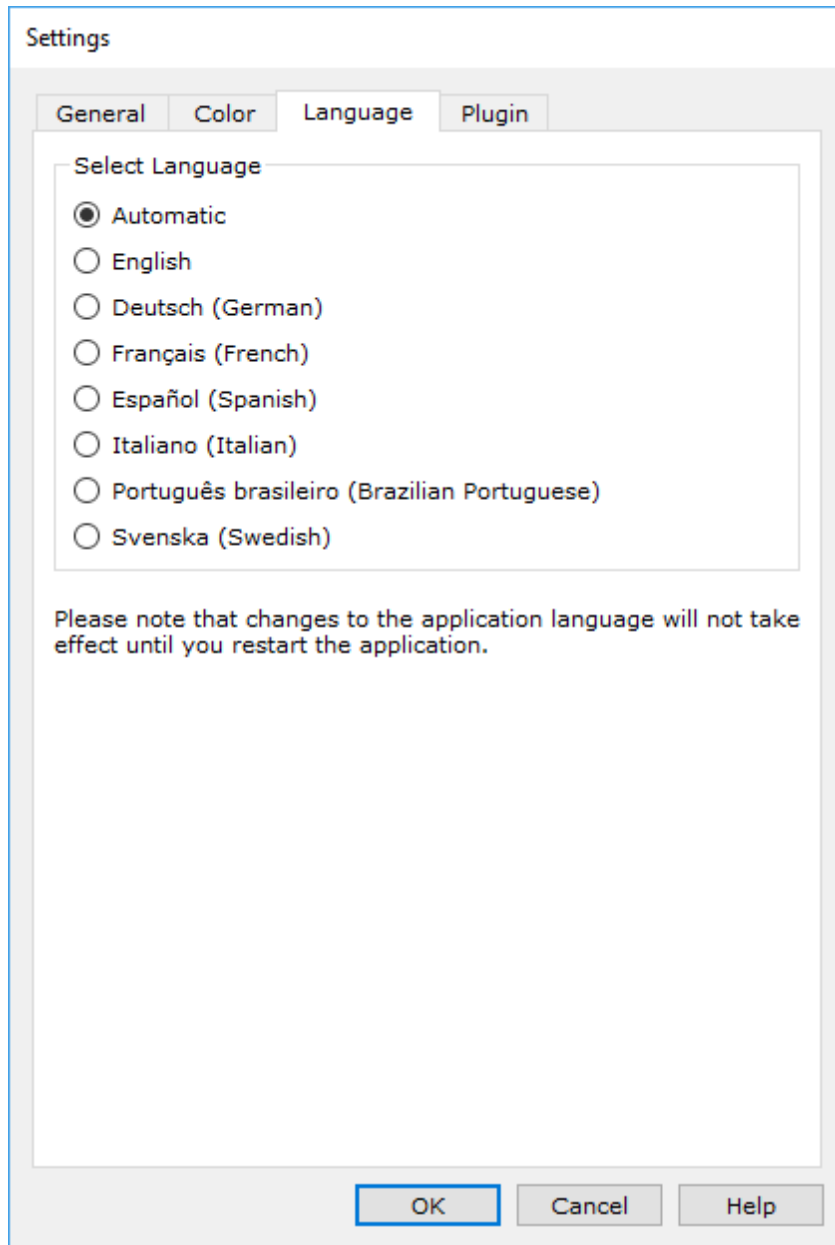 Settings
General Color Language Plugin
Select Language
Automatic
English
Deutsch (German)
Français (French)
Español (Spanish)
Italiano (Italian)
Português brasileiro (Brazilian Portuguese)
Svenska (Swedish)
Please note that changes to the application language will not take
effect until you restart the application.
OK Cancel Help